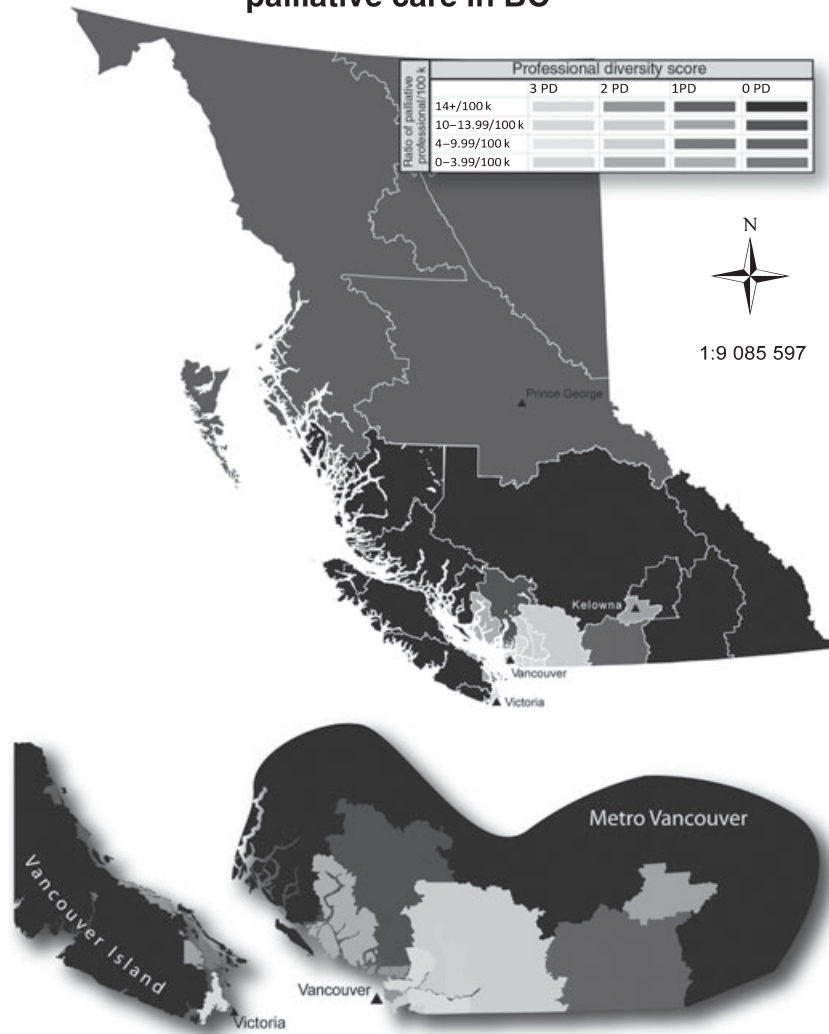 palliative care in BC
Professional diversity score
Ratio of palliative
professional/100 k
3 PD 2 PD 1PD 0 PD
14+/100 k
10–13.99/100 k
4–9.99/100 k
0–3.99/100 k
N
1:9 085 597
Prince George
Kelowna
Vancouver
Victoria
Metro Vancouver
Vancouver Island
Vancouver
Victoria